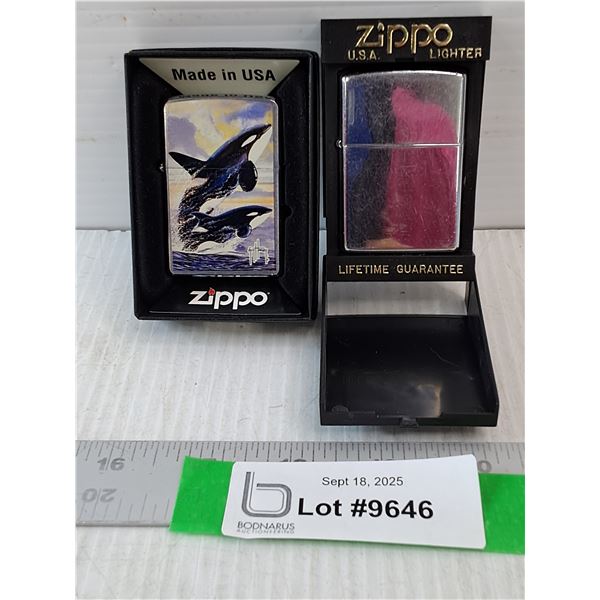 Made in USA
zippo
Zippo
U.S.A. LIGHTER
LIFETIME GUARANTEE
16
20
Sept 18, 2025
Lot #9646
BODNARUS
AUCTIONEERING